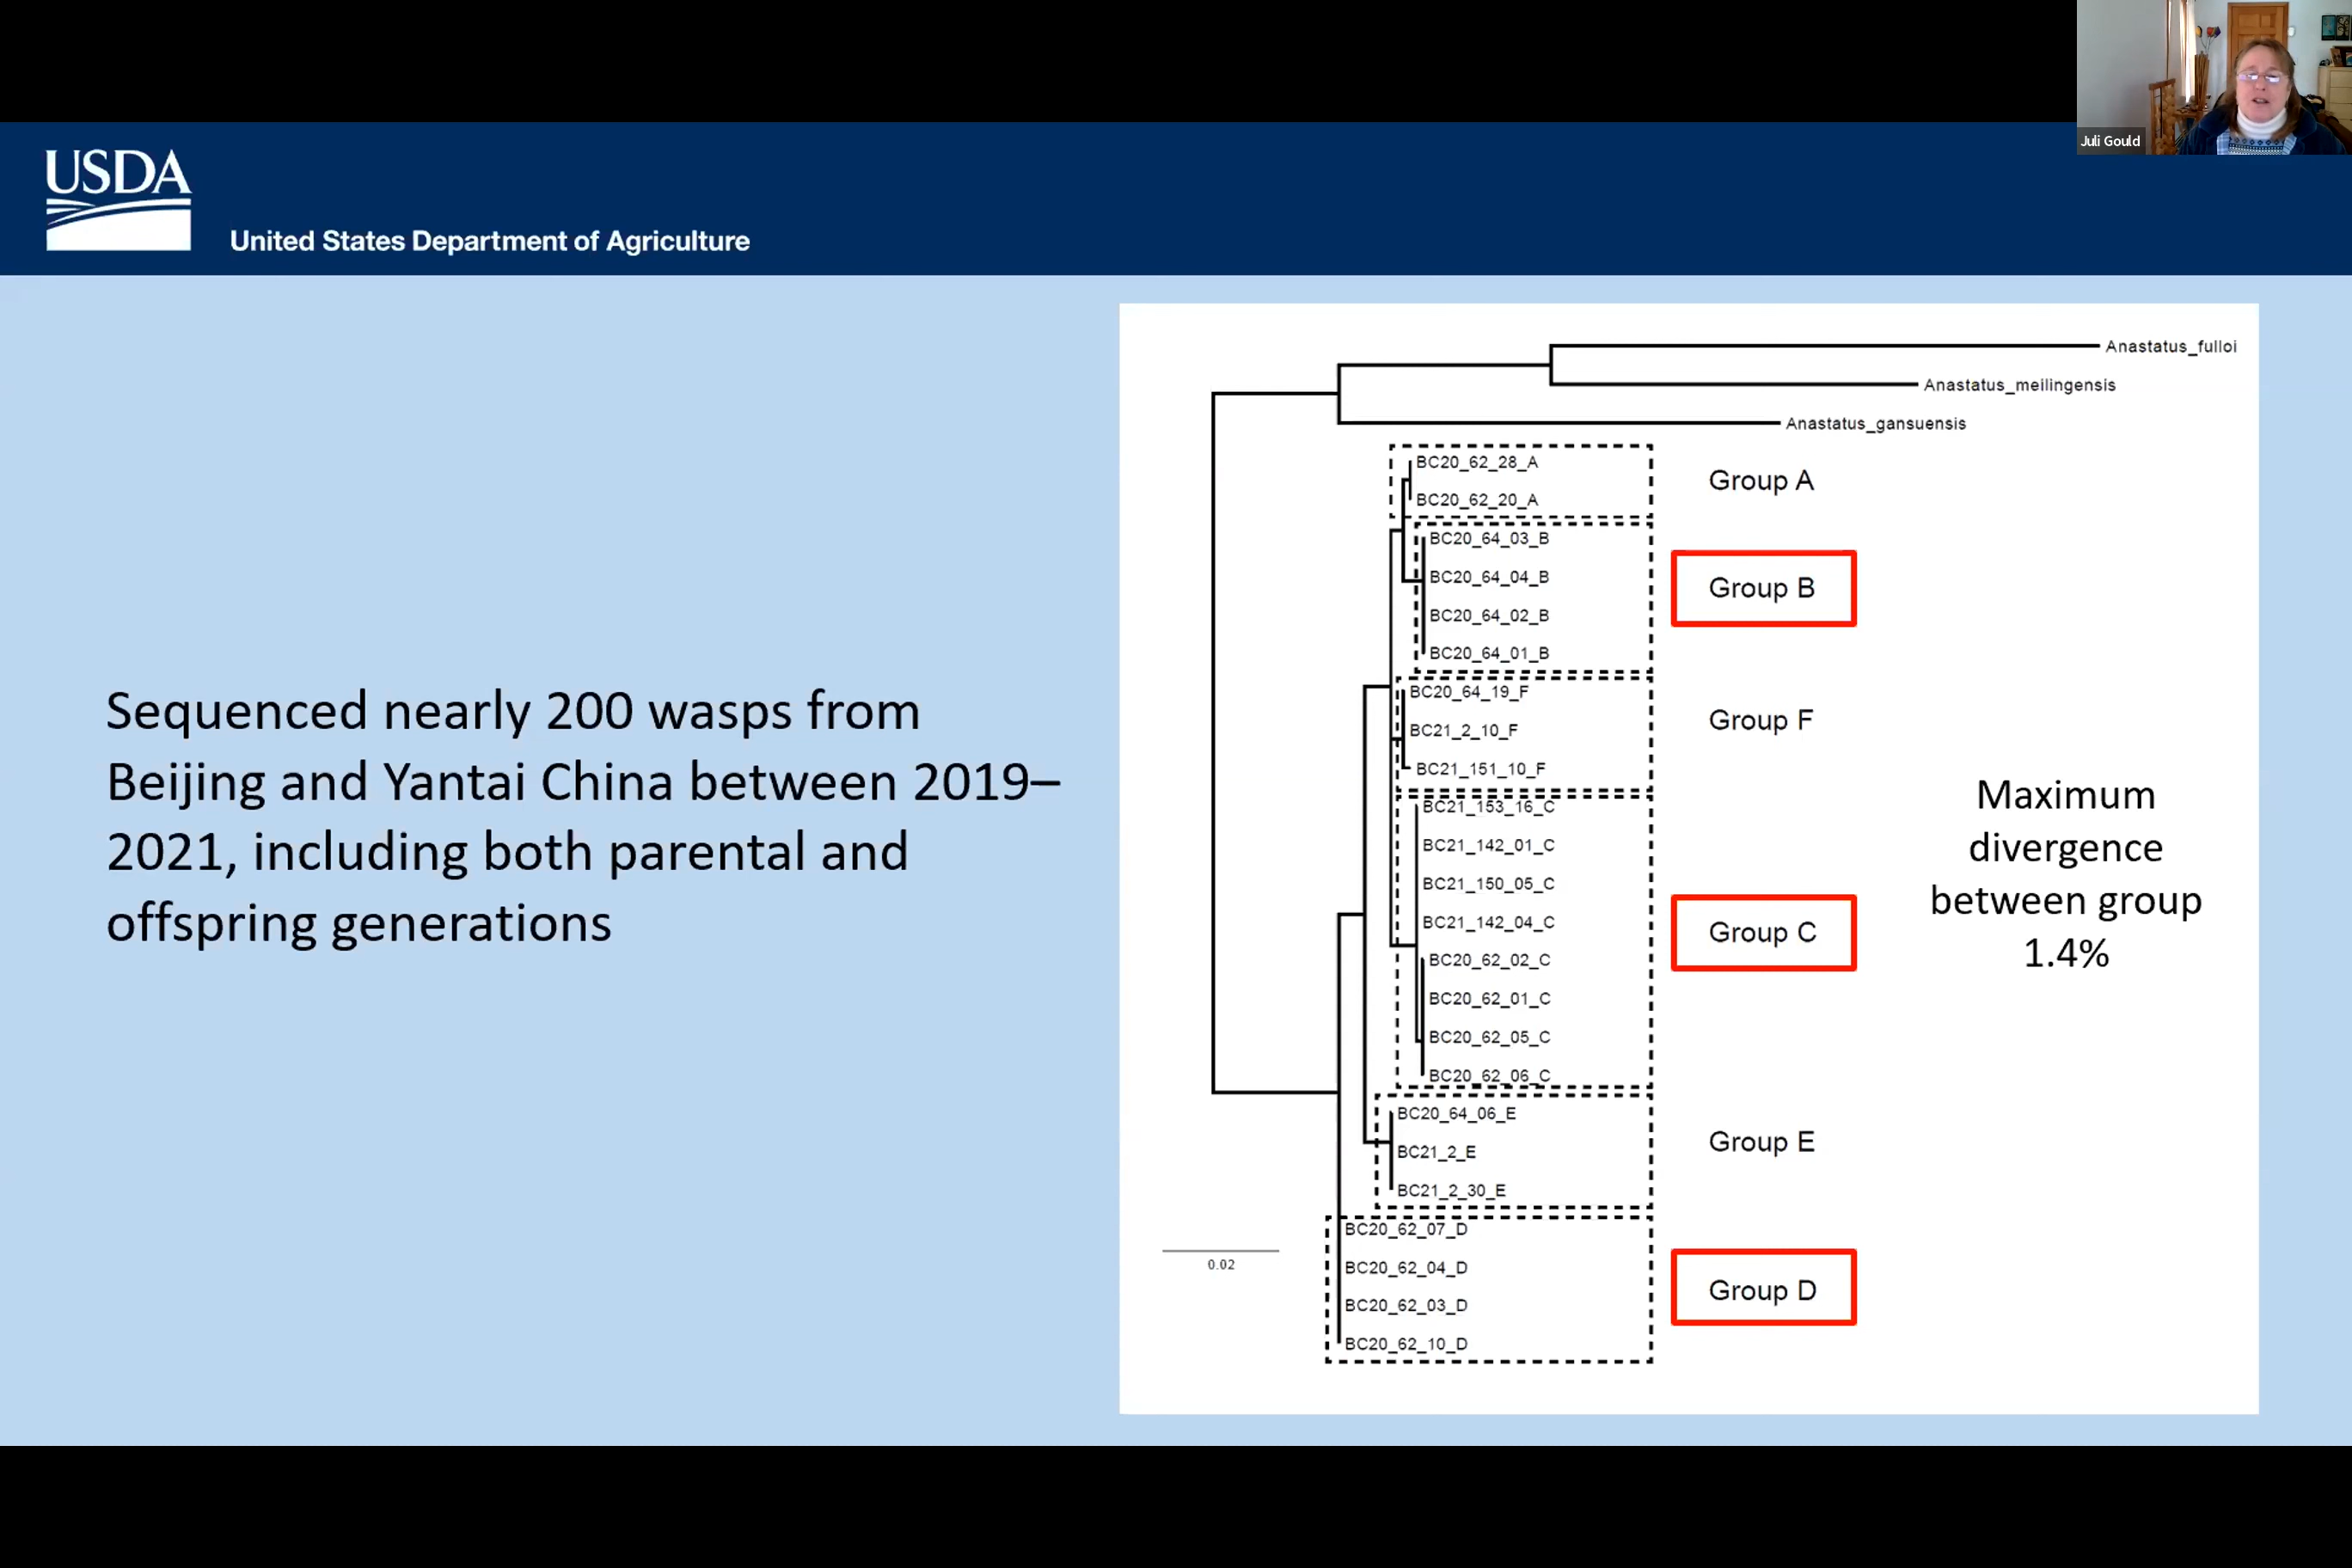 Juli Gould
USDA
United States Department of Agriculture
Sequenced nearly 200 wasps from
Beijing and Yantai China between 2019–
2021, including both parental and
offspring generations
Anastatus_fulloi
Anastatus_meilingensis
Anastatus_gansuensis
BC20_62_28_A
BC20_62_20_A
Group A
BC20_64_03_B
BC20_64_04_B
BC20_64_02_B
BC20_64_01_B
Group B
BC20_64_19_F
BC21_2_10_F
BC21_151_10_F
Group F
BC21_153_16_C
BC21_142_01_C
BC21_150_05_C
BC21_142_04_C
BC20_62_02_C
BC20_62_01_C
BC20_62_05_C
BC20_62_06_C
Group C
BC20_64_06_E
BC21_2_E
BC21_2_30_E
Group E
BC20_62_07_D
BC20_62_04_D
BC20_62_03_D
BC20_62_10_D
Group D
Maximum
divergence
between group
1.4%
0.02